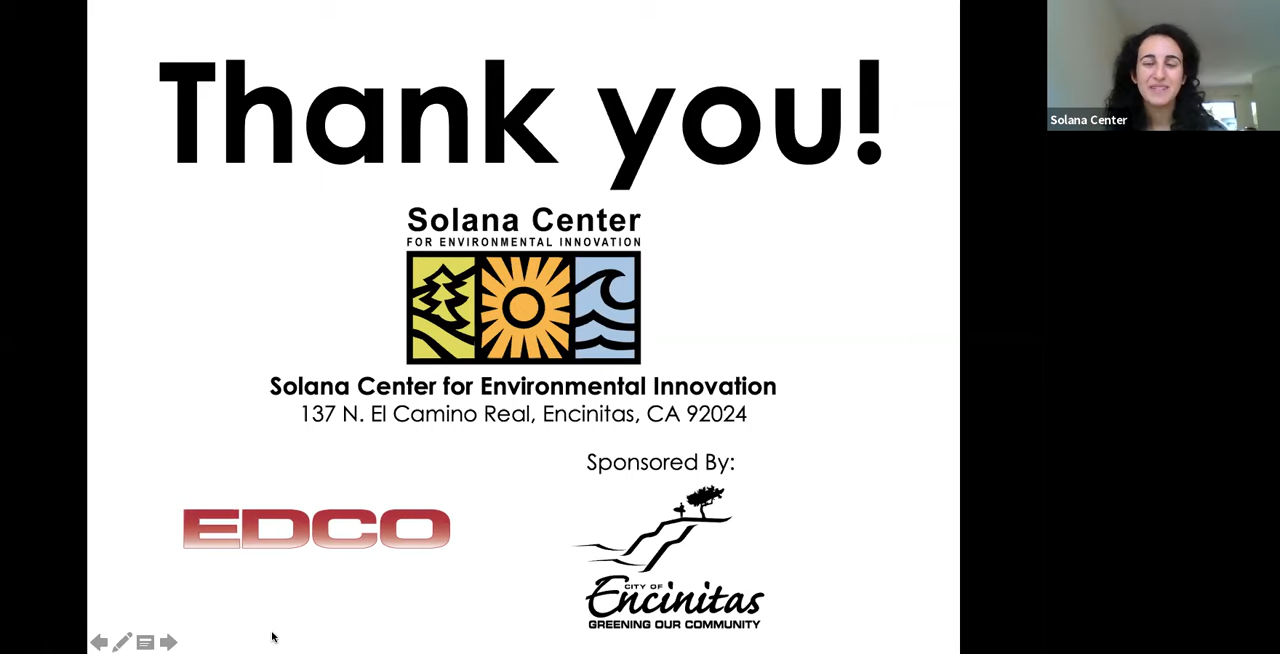 Thank you!
Solana Center
FOR ENVIRONMENTAL INNOVATION
Solana Center for Environmental Innovation
137 N. El Camino Real, Encinitas, CA 92024
Sponsored By:
EDCO
CITY OF
Encinitas
GREENING OUR COMMUNITY
Solana Center